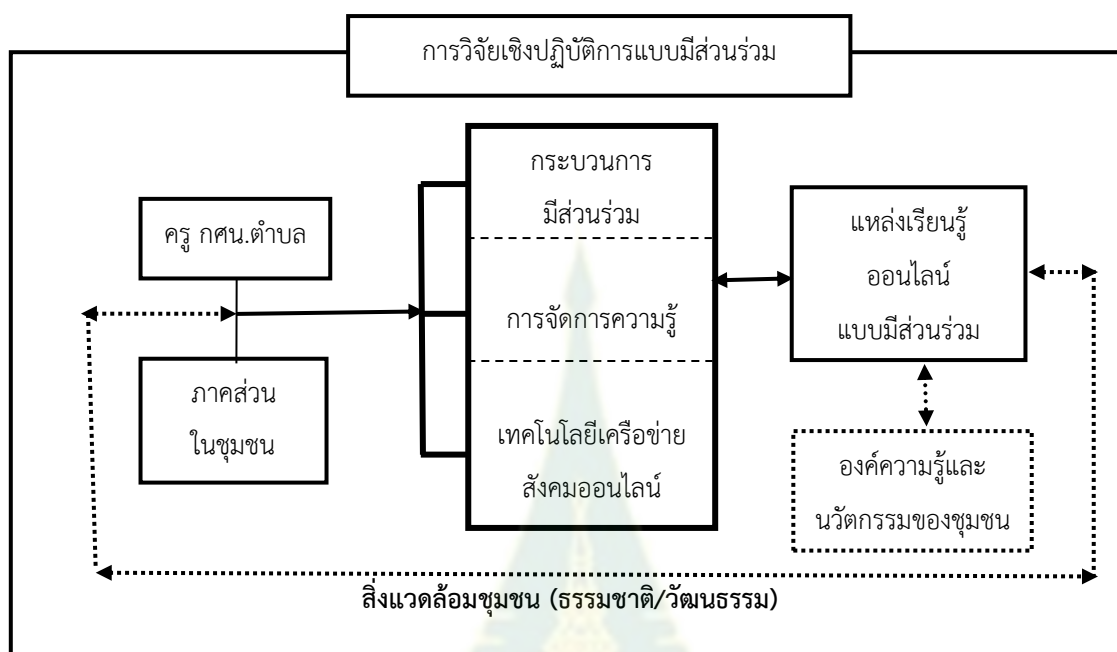 การวิจัยเชิงปฏิบัติการแบบมีส่วนร่วม
กระบวนการ
มีส่วนร่วม
ครู กศน.ตำบล
ภาคส่วน
ในชุมชน
การจัดการความรู้
เทคโนโลยีเครือข่าย
สังคมออนไลน์
แหล่งเรียนรู้
ออนไลน์
แบบมีส่วนร่วม
องค์ความรู้และ
นวัตกรรมของชุมชน
สิ่งแวดล้อมชุมชน (ธรรมชาติ/วัฒนธรรม)